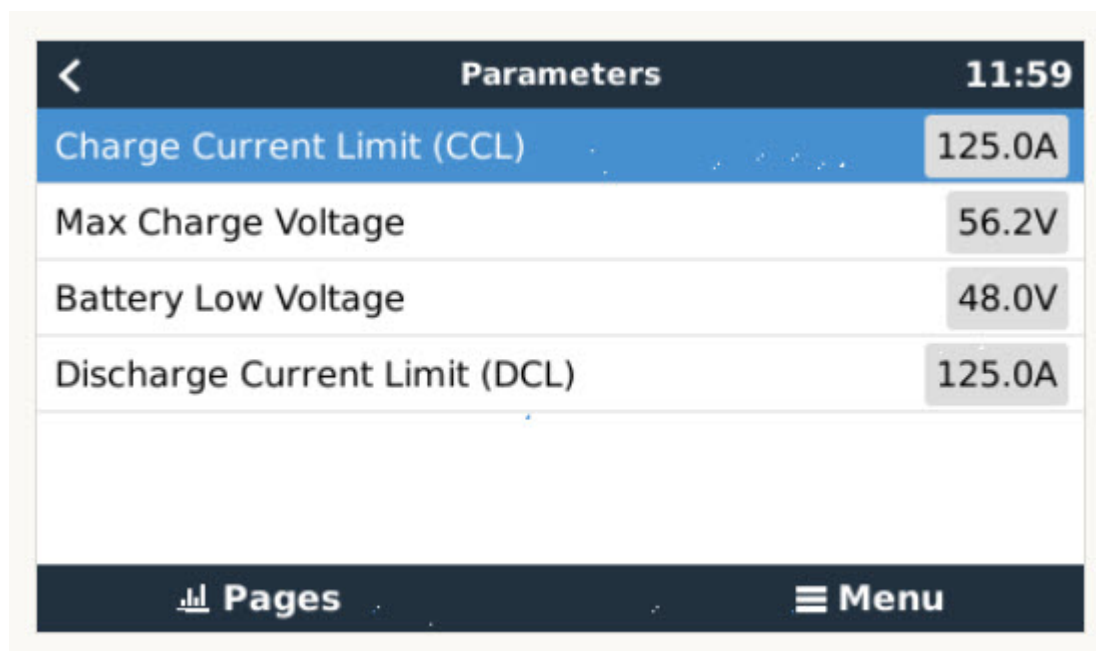 Parameters 11:59
Charge Current Limit (CCL) 125.0A
Max Charge Voltage 56.2V
Battery Low Voltage 48.0V
Discharge Current Limit (DCL) 125.0A
Pages Menu